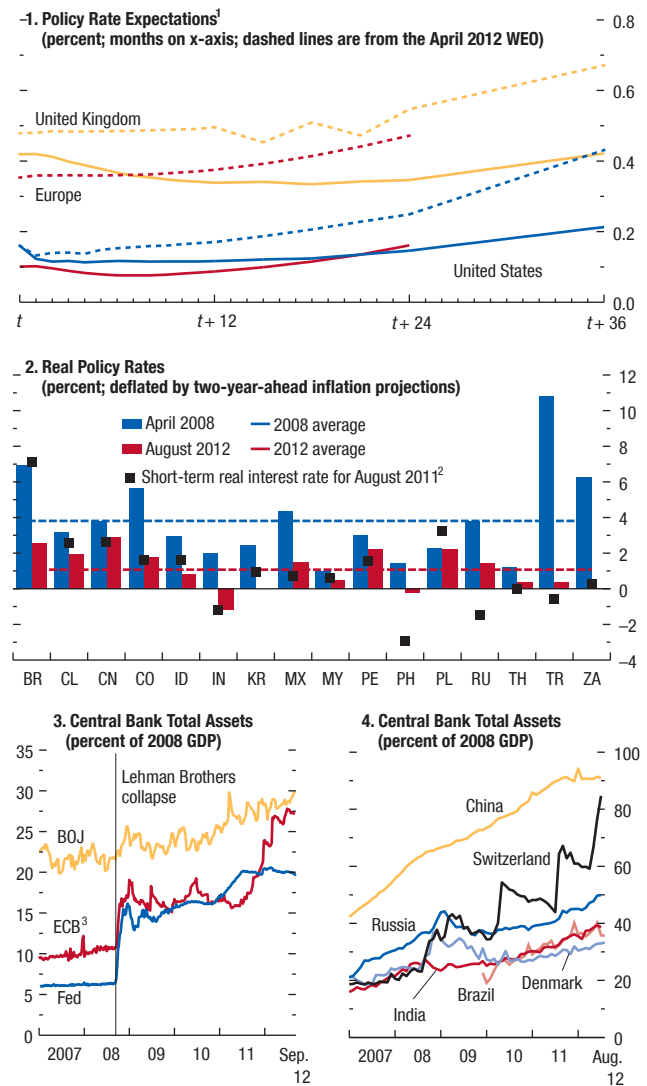 1. Policy Rate Expectations1
(percent; months on x-axis; dashed lines are from the April 2012 WEO)
0.8
United Kingdom
0.6
0.4
Europe
0.2
United States
0.0
t
t + 12
t + 24
t + 36
2. Real Policy Rates
(percent; deflated by two-year-ahead inflation projections)
12
April 2008
2008 average
10
August 2012
2012 average
8
Short-term real interest rate for August 20112
6
4
2
0
–2
–4
BR CL CN CO ID IN KR MX MY PE PH PL RU TH TR ZA
3. Central Bank Total Assets
(percent of 2008 GDP)
35
Lehman Brothers
collapse
30
BOJ
25
20
15
ECB3
10
Fed
5
0
2007 08 09 10 11 Sep.
12
4. Central Bank Total Assets
(percent of 2008 GDP)
100
China
80
Switzerland
60
Russia
40
Brazil
Denmark
India
20
0
2007 08 09 10 11 Aug.
12